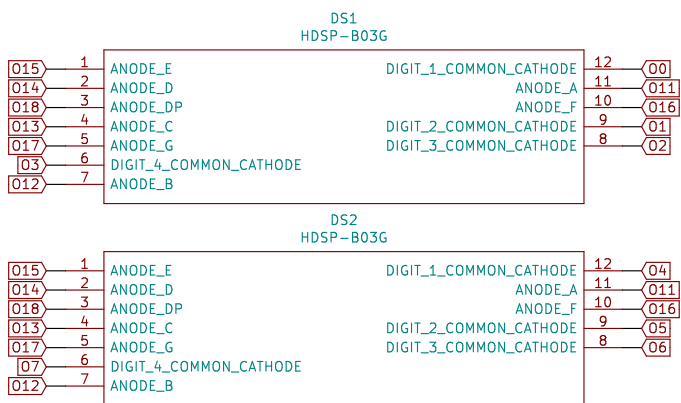 DS1
HDSP-B03G
O15 1 ANODE_E DIGIT_1_COMMON_CATHODE 12 O0
O14 2 ANODE_D ANODE_A 11 O11
O18 3 ANODE_DP ANODE_F 10 O16
O13 4 ANODE_C DIGIT_2_COMMON_CATHODE 9 O1
O17 5 ANODE_G DIGIT_3_COMMON_CATHODE 8 O2
O3 6 DIGIT_4_COMMON_CATHODE
O12 7 ANODE_B
DS2
HDSP-B03G
O15 1 ANODE_E DIGIT_1_COMMON_CATHODE 12 O4
O14 2 ANODE_D ANODE_A 11 O11
O18 3 ANODE_DP ANODE_F 10 O16
O13 4 ANODE_C DIGIT_2_COMMON_CATHODE 9 O5
O17 5 ANODE_G DIGIT_3_COMMON_CATHODE 8 O6
O7 6 DIGIT_4_COMMON_CATHODE
O12 7 ANODE_B